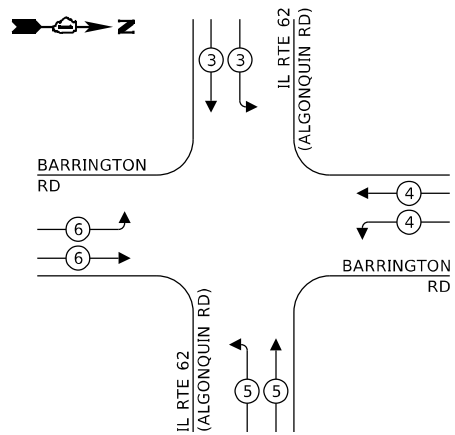 N
3 3
IL RTE 62
(ALGONQUIN RD)
BARRINGTON
RD
4
4
6
6
BARRINGTON
RD
IL RTE 62
(ALGONQUIN RD)
5 5